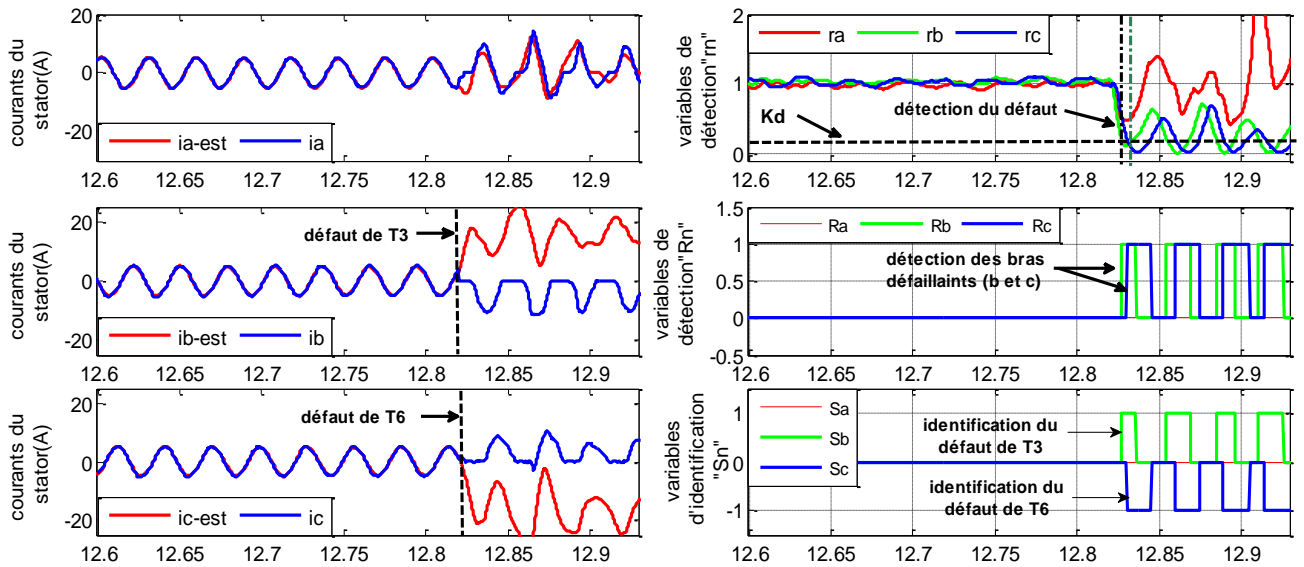 courants du
stator(A)
20
0
-20
ia-est ia
12.6 12.65 12.7 12.75 12.8 12.85 12.9
variables de
détection"rn"
2
1
0
ra rb rc
Kd
détection du défaut
12.6 12.65 12.7 12.75 12.8 12.85 12.9
courants du
stator(A)
20
0
-20
défaut de T3
ib-est ib
12.6 12.65 12.7 12.75 12.8 12.85 12.9
variables de
détection"Rn"
1.5
1
0.5
0
-0.5
Ra Rb Rc
détection des bras
défaillants (b et c)
12.6 12.65 12.7 12.75 12.8 12.85 12.9
courants du
stator(A)
20
0
-20
défaut de T6
ic-est ic
12.6 12.65 12.7 12.75 12.8 12.85 12.9
variables
d'identification
"Sn"
1
0
-1
Sa
Sb
Sc
identification du
défaut de T3
identification du
défaut de T6
12.6 12.65 12.7 12.75 12.8 12.85 12.9